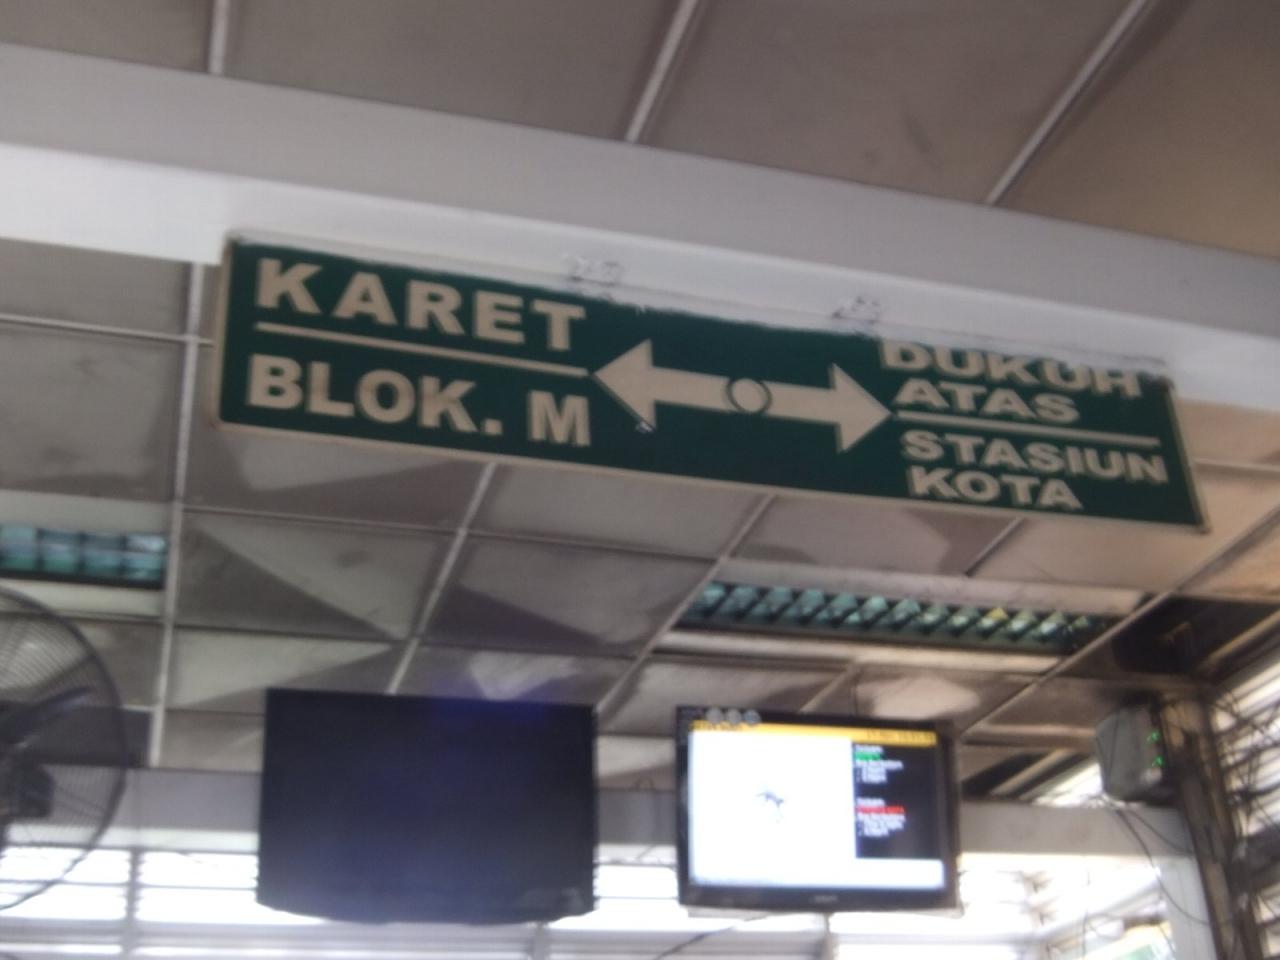 KARET
BLOK. M
DUKUH
ATAS
STASIUN
KOTA